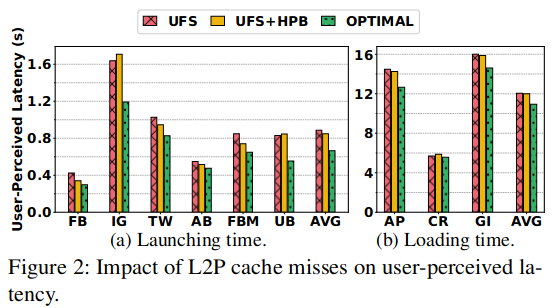 UFS UFS+HPB OPTIMAL
User-Perceived Latency (s)
1.6
1.2
0.8
0.4
0.0
FB IG TW AB FBM UB AVG
(a) Launching time.
16
12
8
4
0
AP CR GI AVG
(b) Loading time.
Figure 2: Impact of L2P cache misses on user-perceived la-
tency.